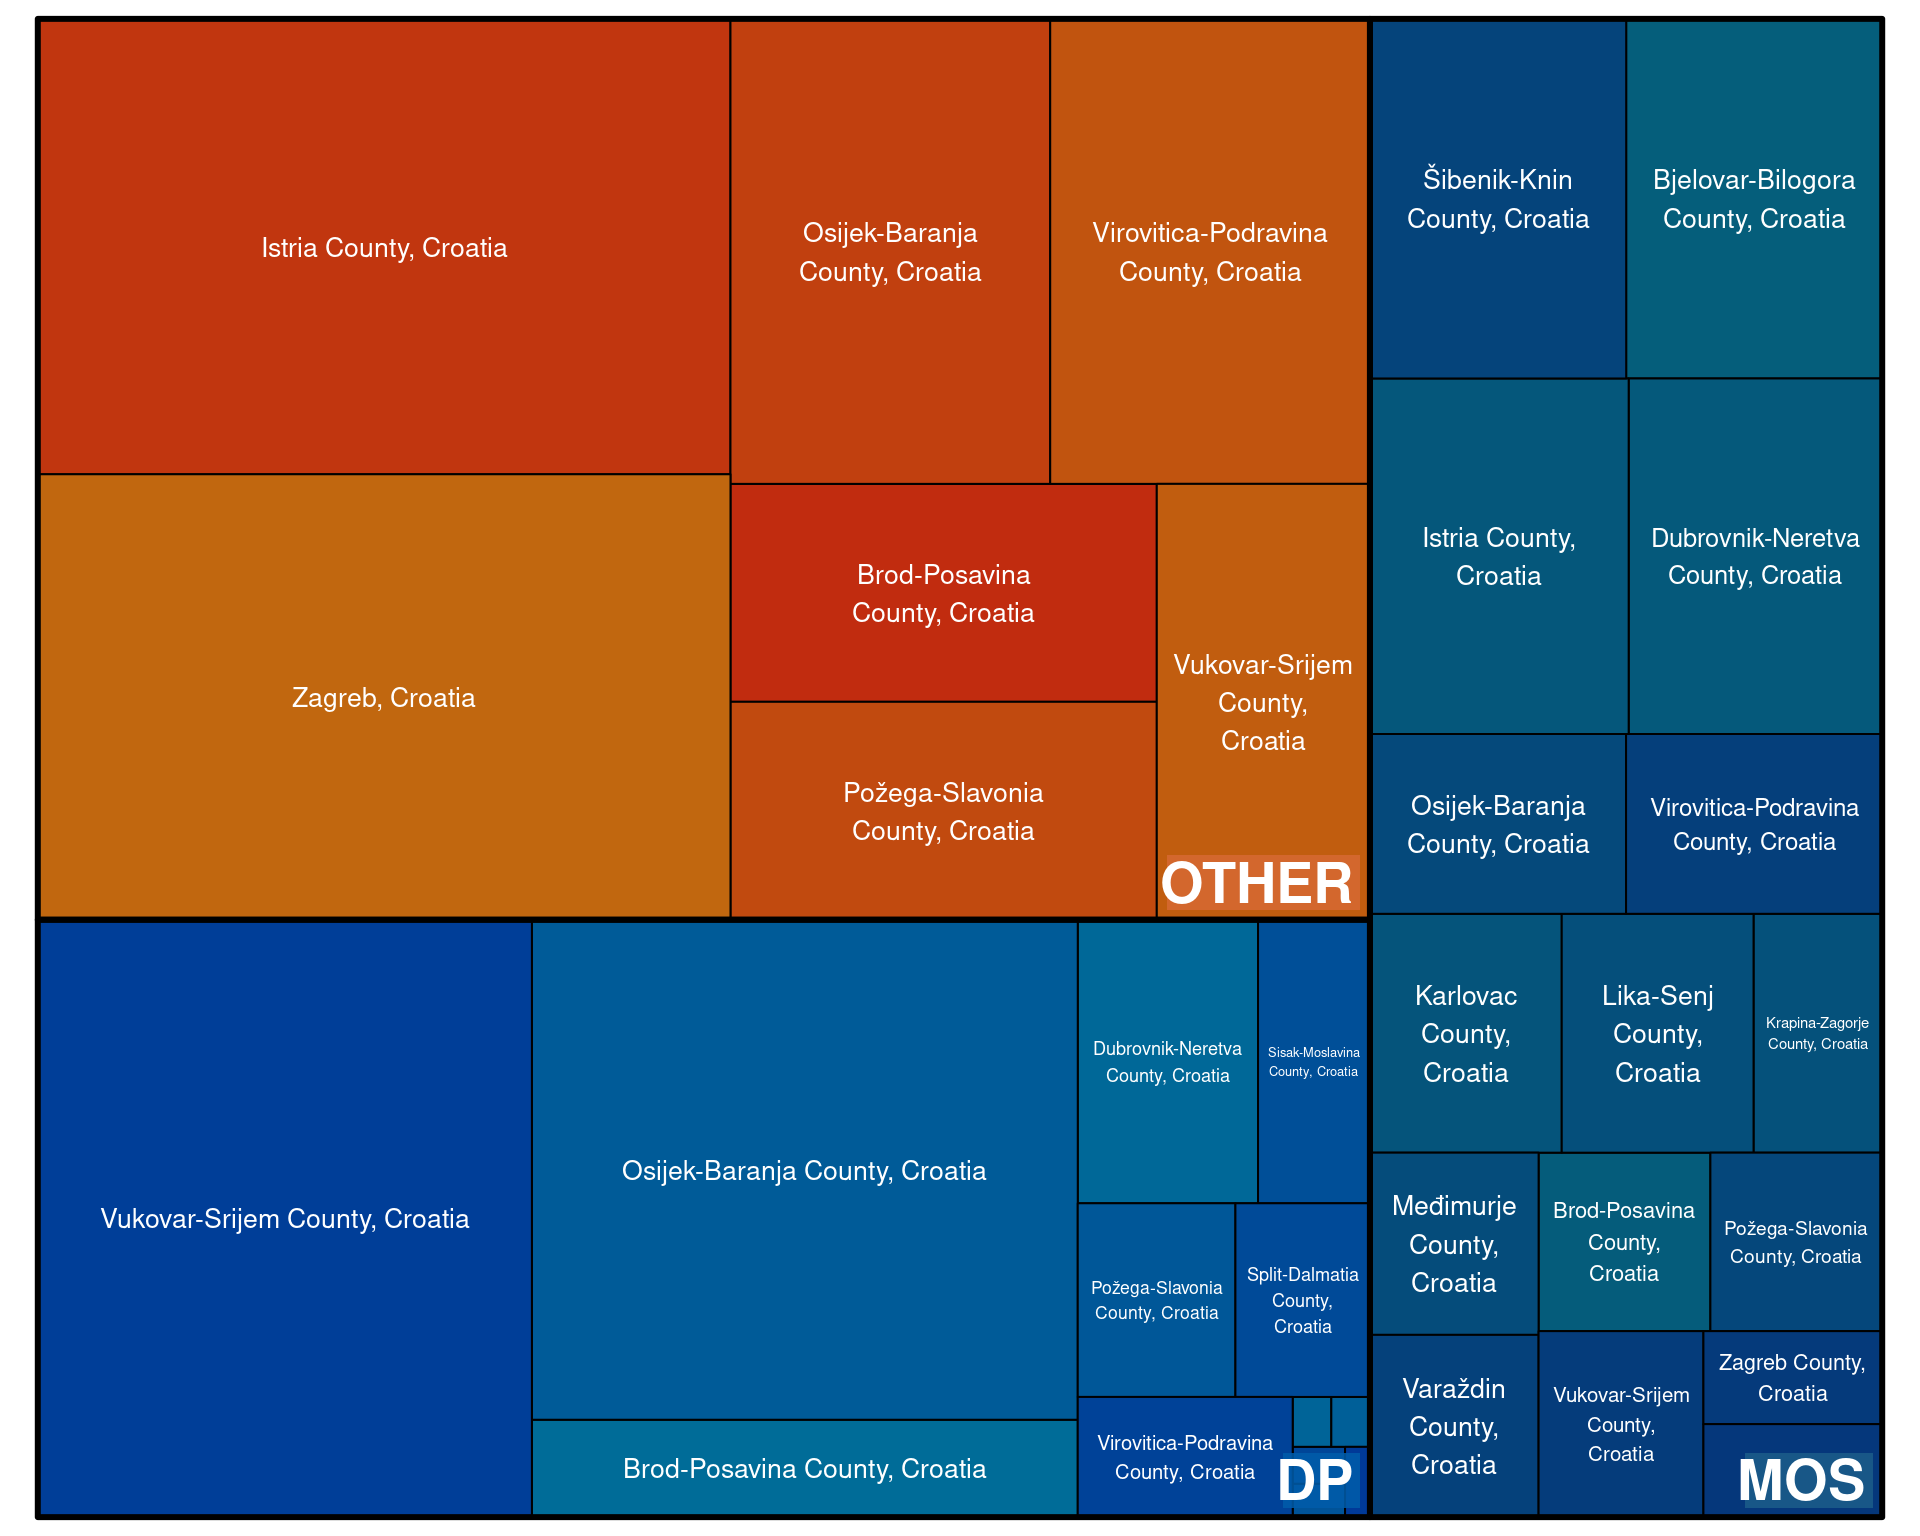 Istria County, Croatia
Osijek-Baranja
County, Croatia
Virovitica-Podravina
County, Croatia
Zagreb, Croatia
Brod-Posavina
County, Croatia
Požega-Slavonia
County, Croatia
Vukovar-Srijem
County,
Croatia
OTHER
Vukovar-Srijem County, Croatia
Osijek-Baranja County, Croatia
Brod-Posavina County, Croatia
Dubrovnik-Neretva
County, Croatia
Sisak-Moslavina
County, Croatia
Požega-Slavonia
County, Croatia
Split-Dalmatia
County,
Croatia
Virovitica-Podravina
County, Croatia
DP
Šibenik-Knin
County, Croatia
Bjelovar-Bilogora
County, Croatia
Istria County,
Croatia
Dubrovnik-Neretva
County, Croatia
Osijek-Baranja
County, Croatia
Virovitica-Podravina
County, Croatia
Karlovac
County,
Croatia
Lika-Senj
County,
Croatia
Krapina-Zagorje
County, Croatia
Međimurje
County,
Croatia
Brod-Posavina
County,
Croatia
Požega-Slavonia
County, Croatia
Varaždin
County,
Croatia
Vukovar-Srijem
County,
Croatia
Zagreb County,
Croatia
MOS